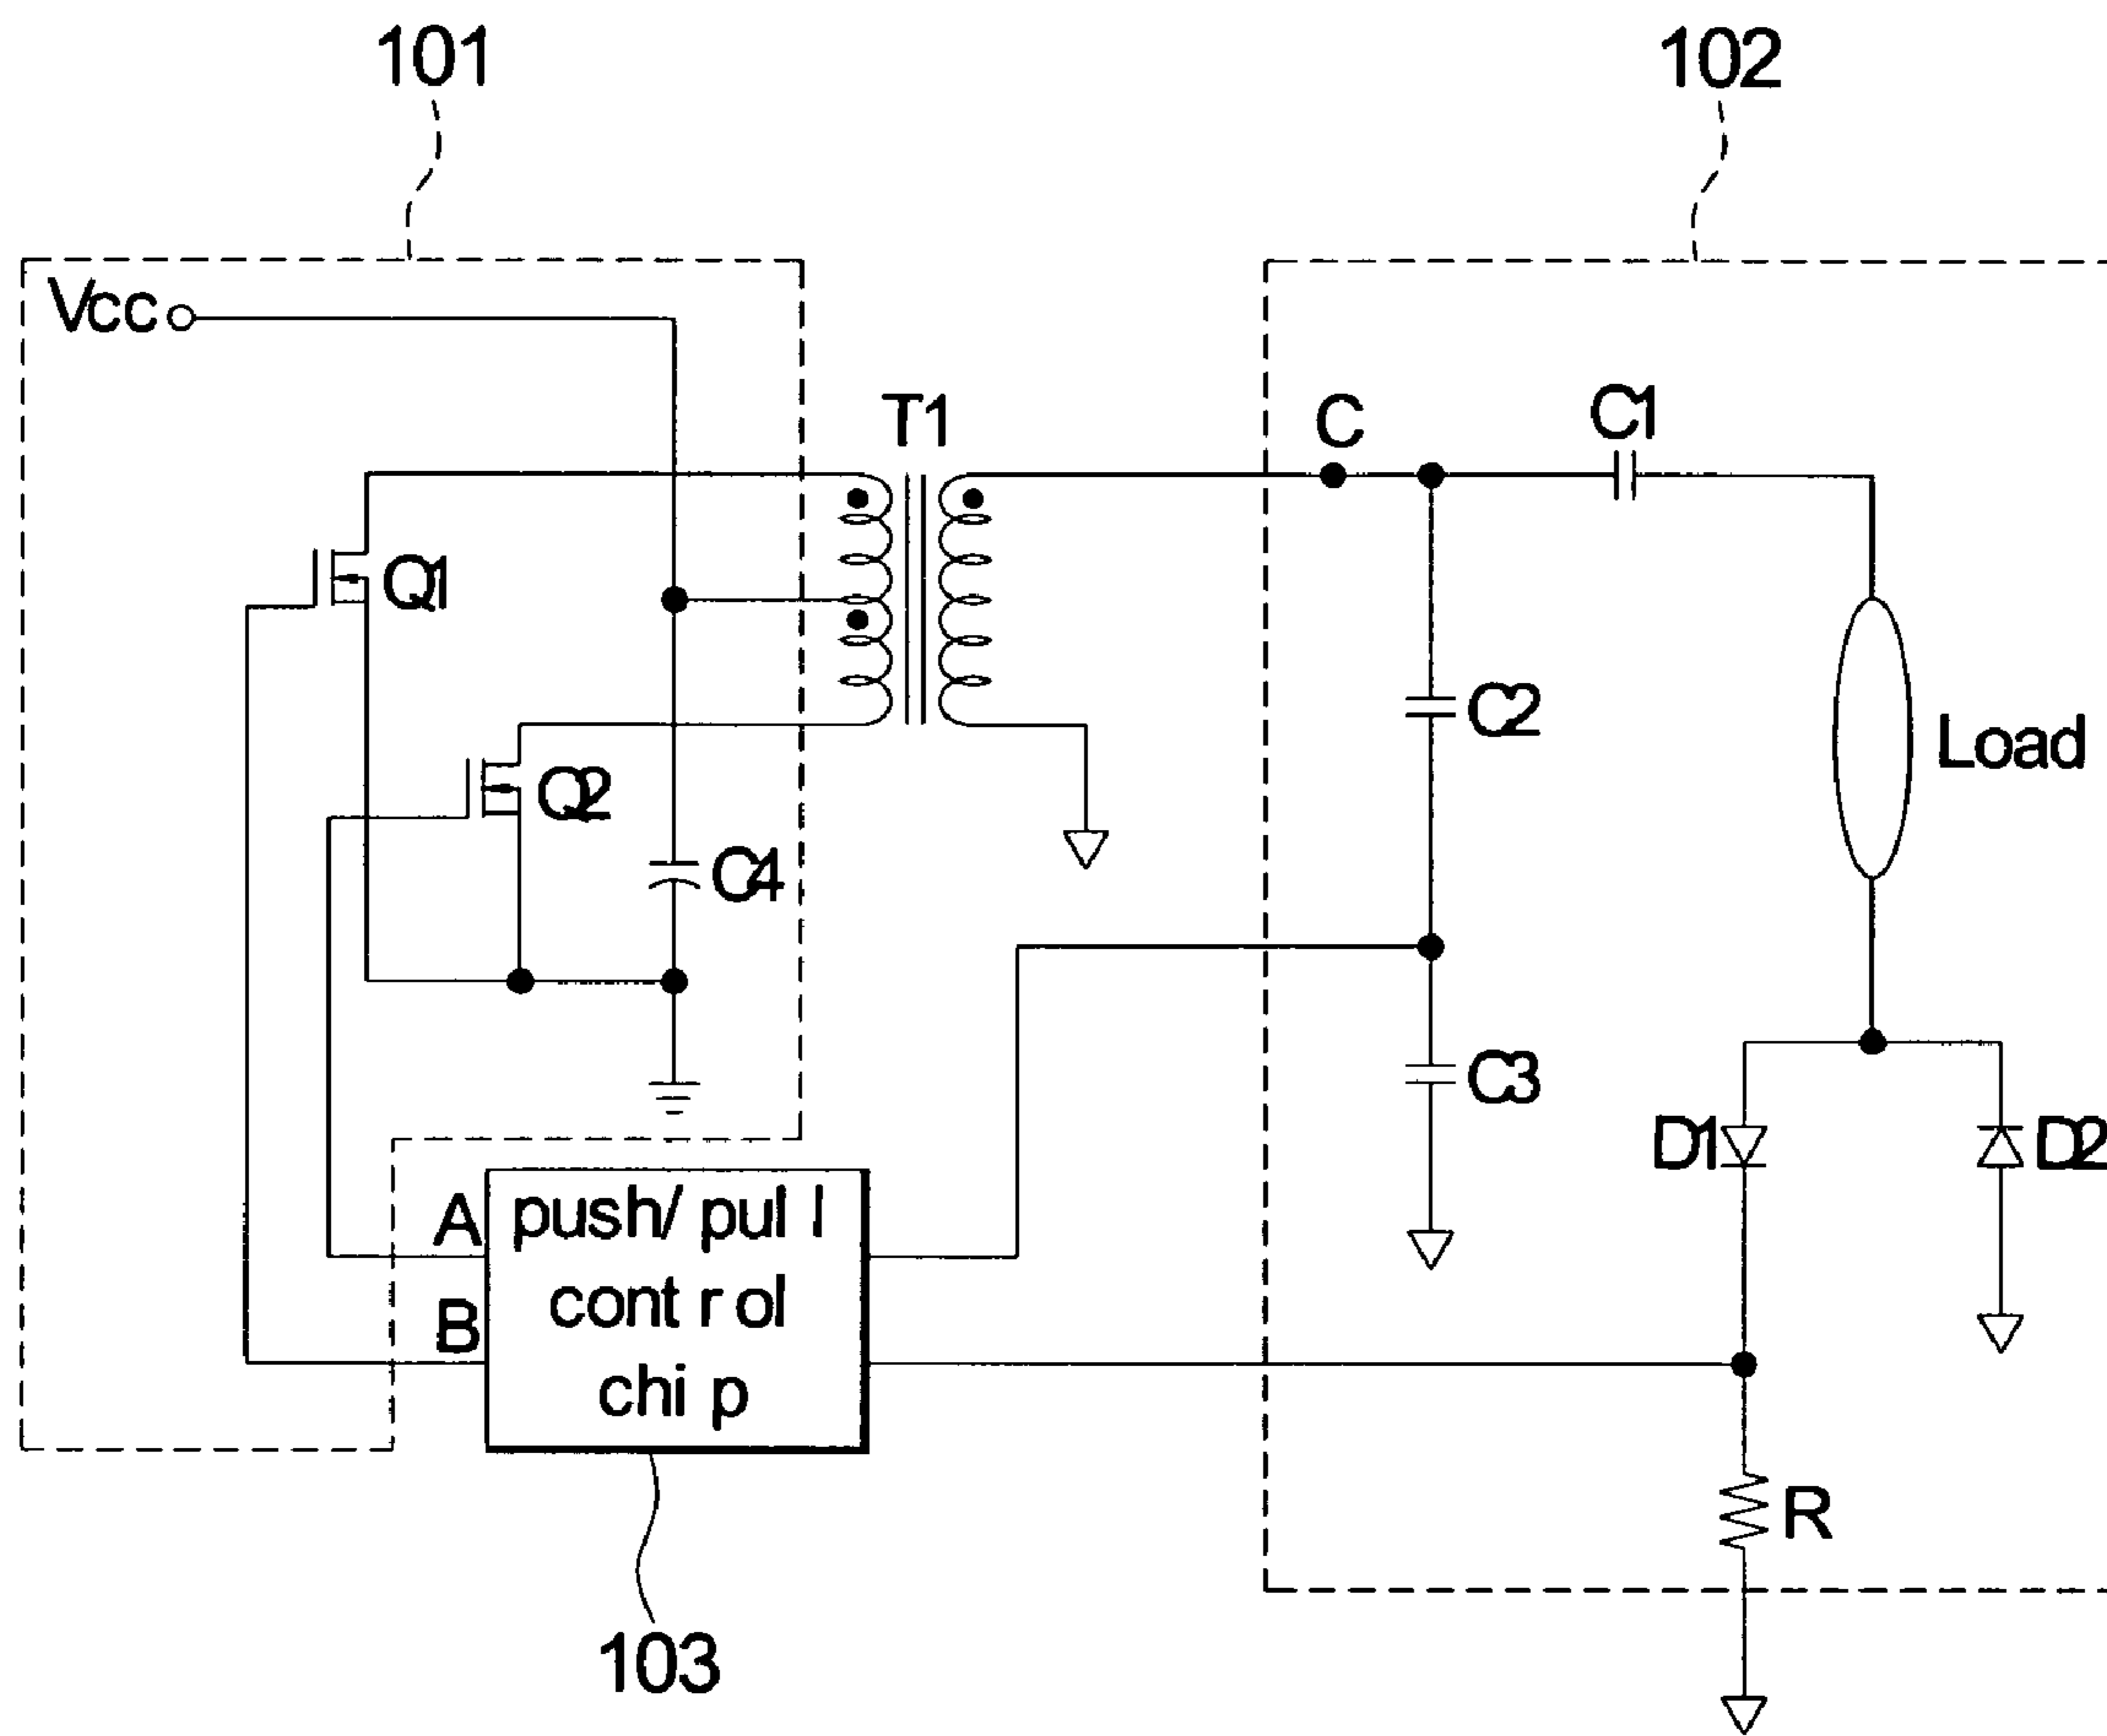 101
102
Vcc
T1
C
C1
Q1
C2
Load
Q2
C4
C3
D1
D2
A
push/pull
control
chip
B
R
103